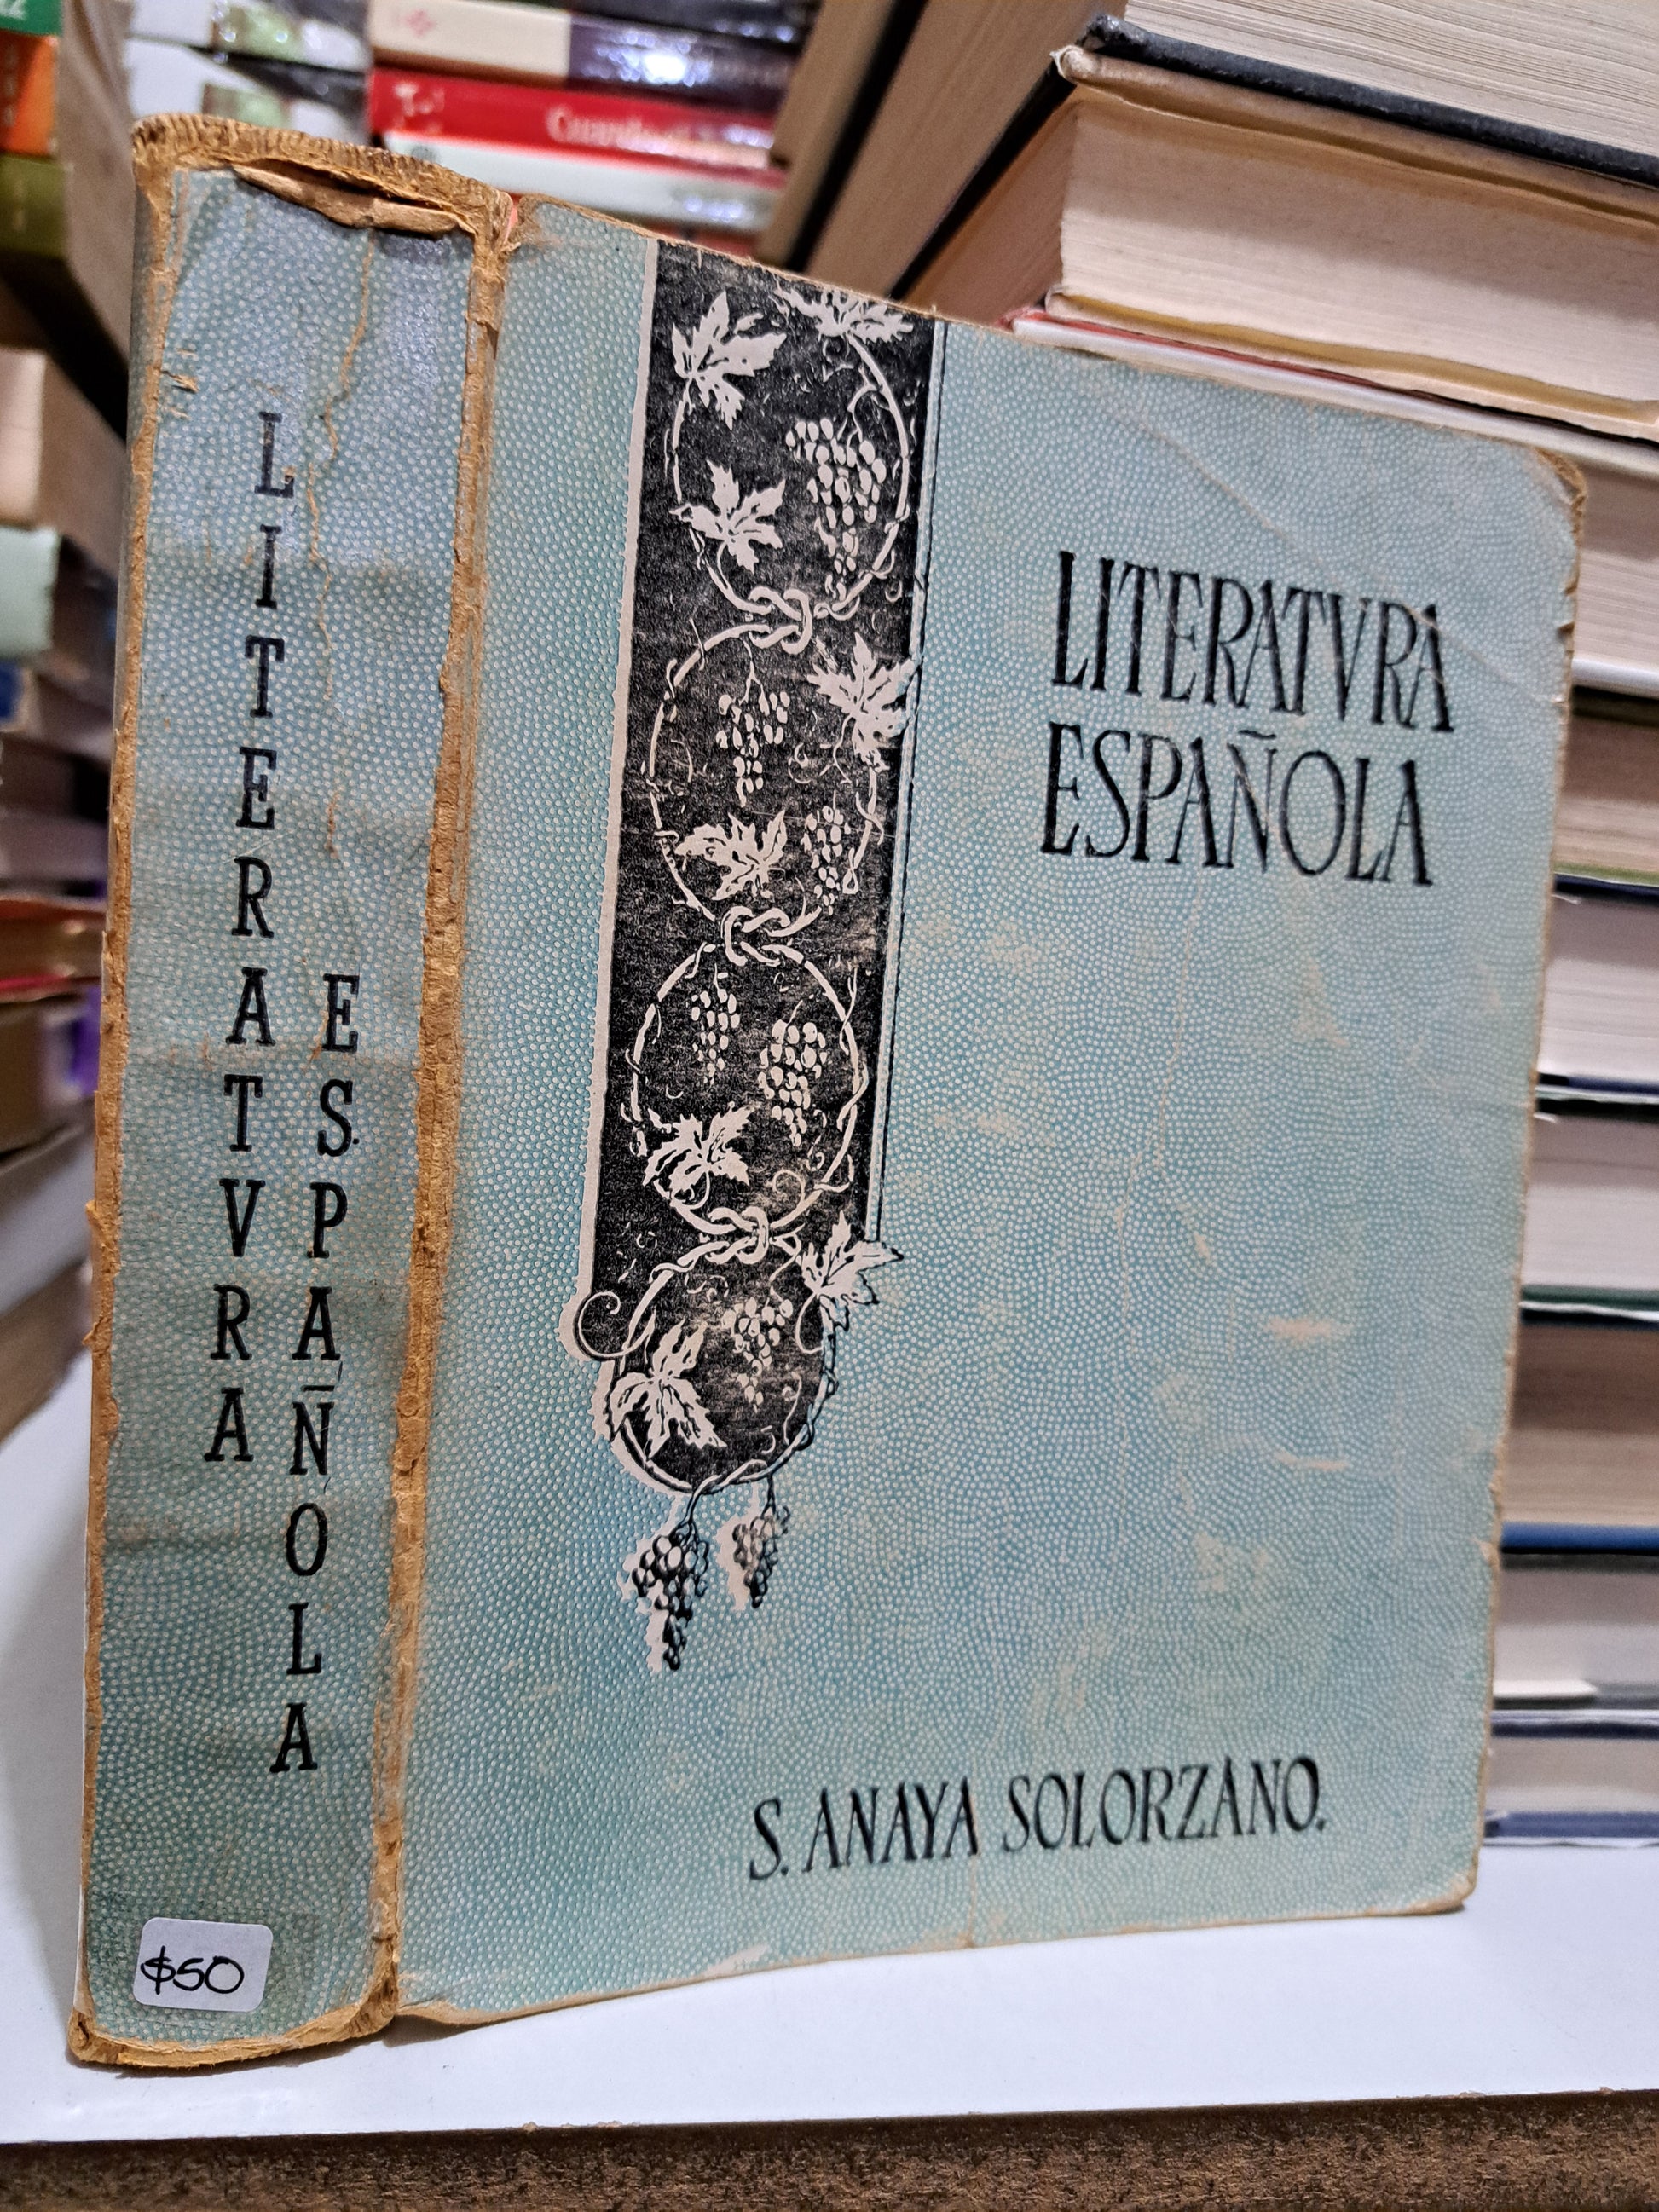 LITERATVRA
ESPAÑOLA
$50
LITERATVRA
ESPAÑOLA
S. ANAYA SOLORZANO.